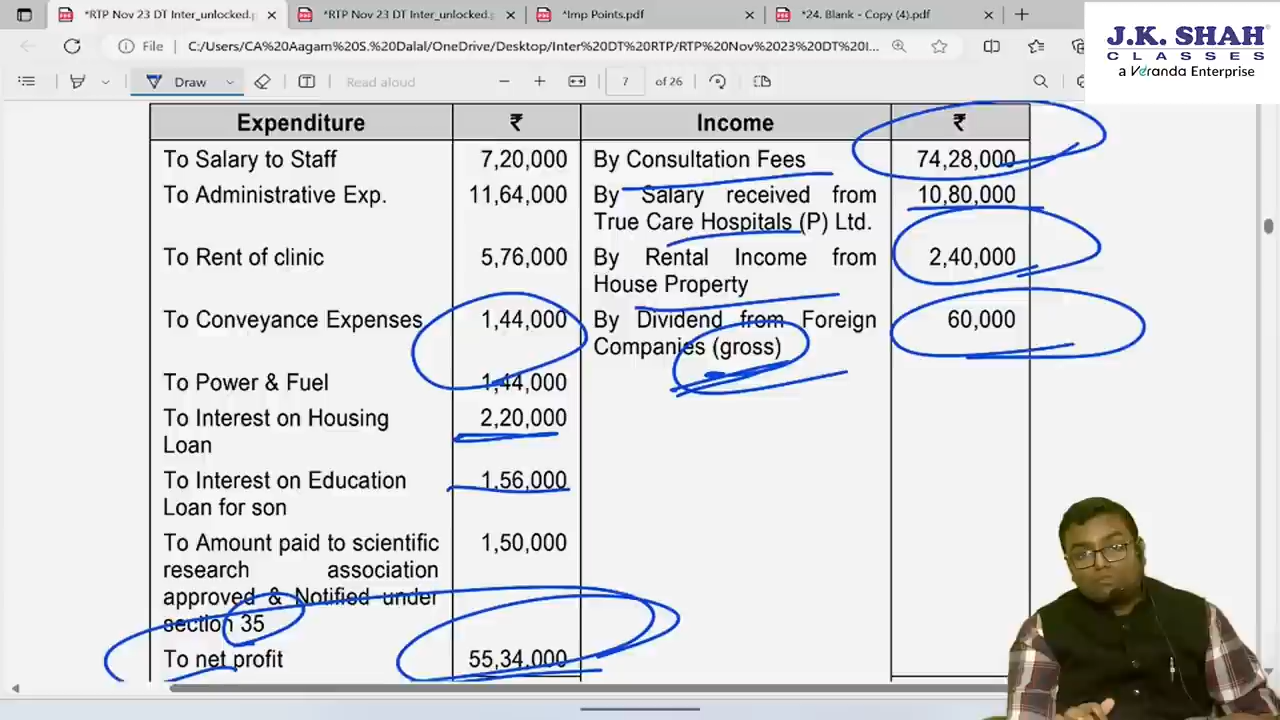 *RTP Nov 23 DT Inter_unlocked.p
*RTP Nov 23 DT Inter_unlocked.p
*Imp Points.pdf
*24. Blank - Copy (4).pdf
File C:/Users/CA%20Aagam%20S.%20Dalal/OneDrive/Desktop/Inter%20DT%20RTP/RTP%20Nov%202023%20DT%20I...
Draw
Read aloud
7 of 26
J.K. SHAH
CLASSES
a Veranda Enterprise
Expenditure ₹ Income ₹
To Salary to Staff 7,20,000 By Consultation Fees 74,28,000
To Administrative Exp. 11,64,000 By Salary received from 10,80,000
True Care Hospitals (P) Ltd.
To Rent of clinic 5,76,000 By Rental Income from 2,40,000
House Property
To Conveyance Expenses 1,44,000 By Dividend from Foreign 60,000
Companies (gross)
To Power & Fuel 1,44,000
To Interest on Housing 2,20,000
Loan
To Interest on Education 1,56,000
Loan for son
To Amount paid to scientific 1,50,000
research association
approved & Notified under
section 35
To net profit 55,34,000